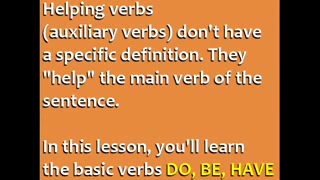 Helping verbs
(auxiliary verbs) don't have
a specific definition. They
"help" the main verb of the
sentence.
In this lesson, you'll learn
the basic verbs DO, BE, HAVE